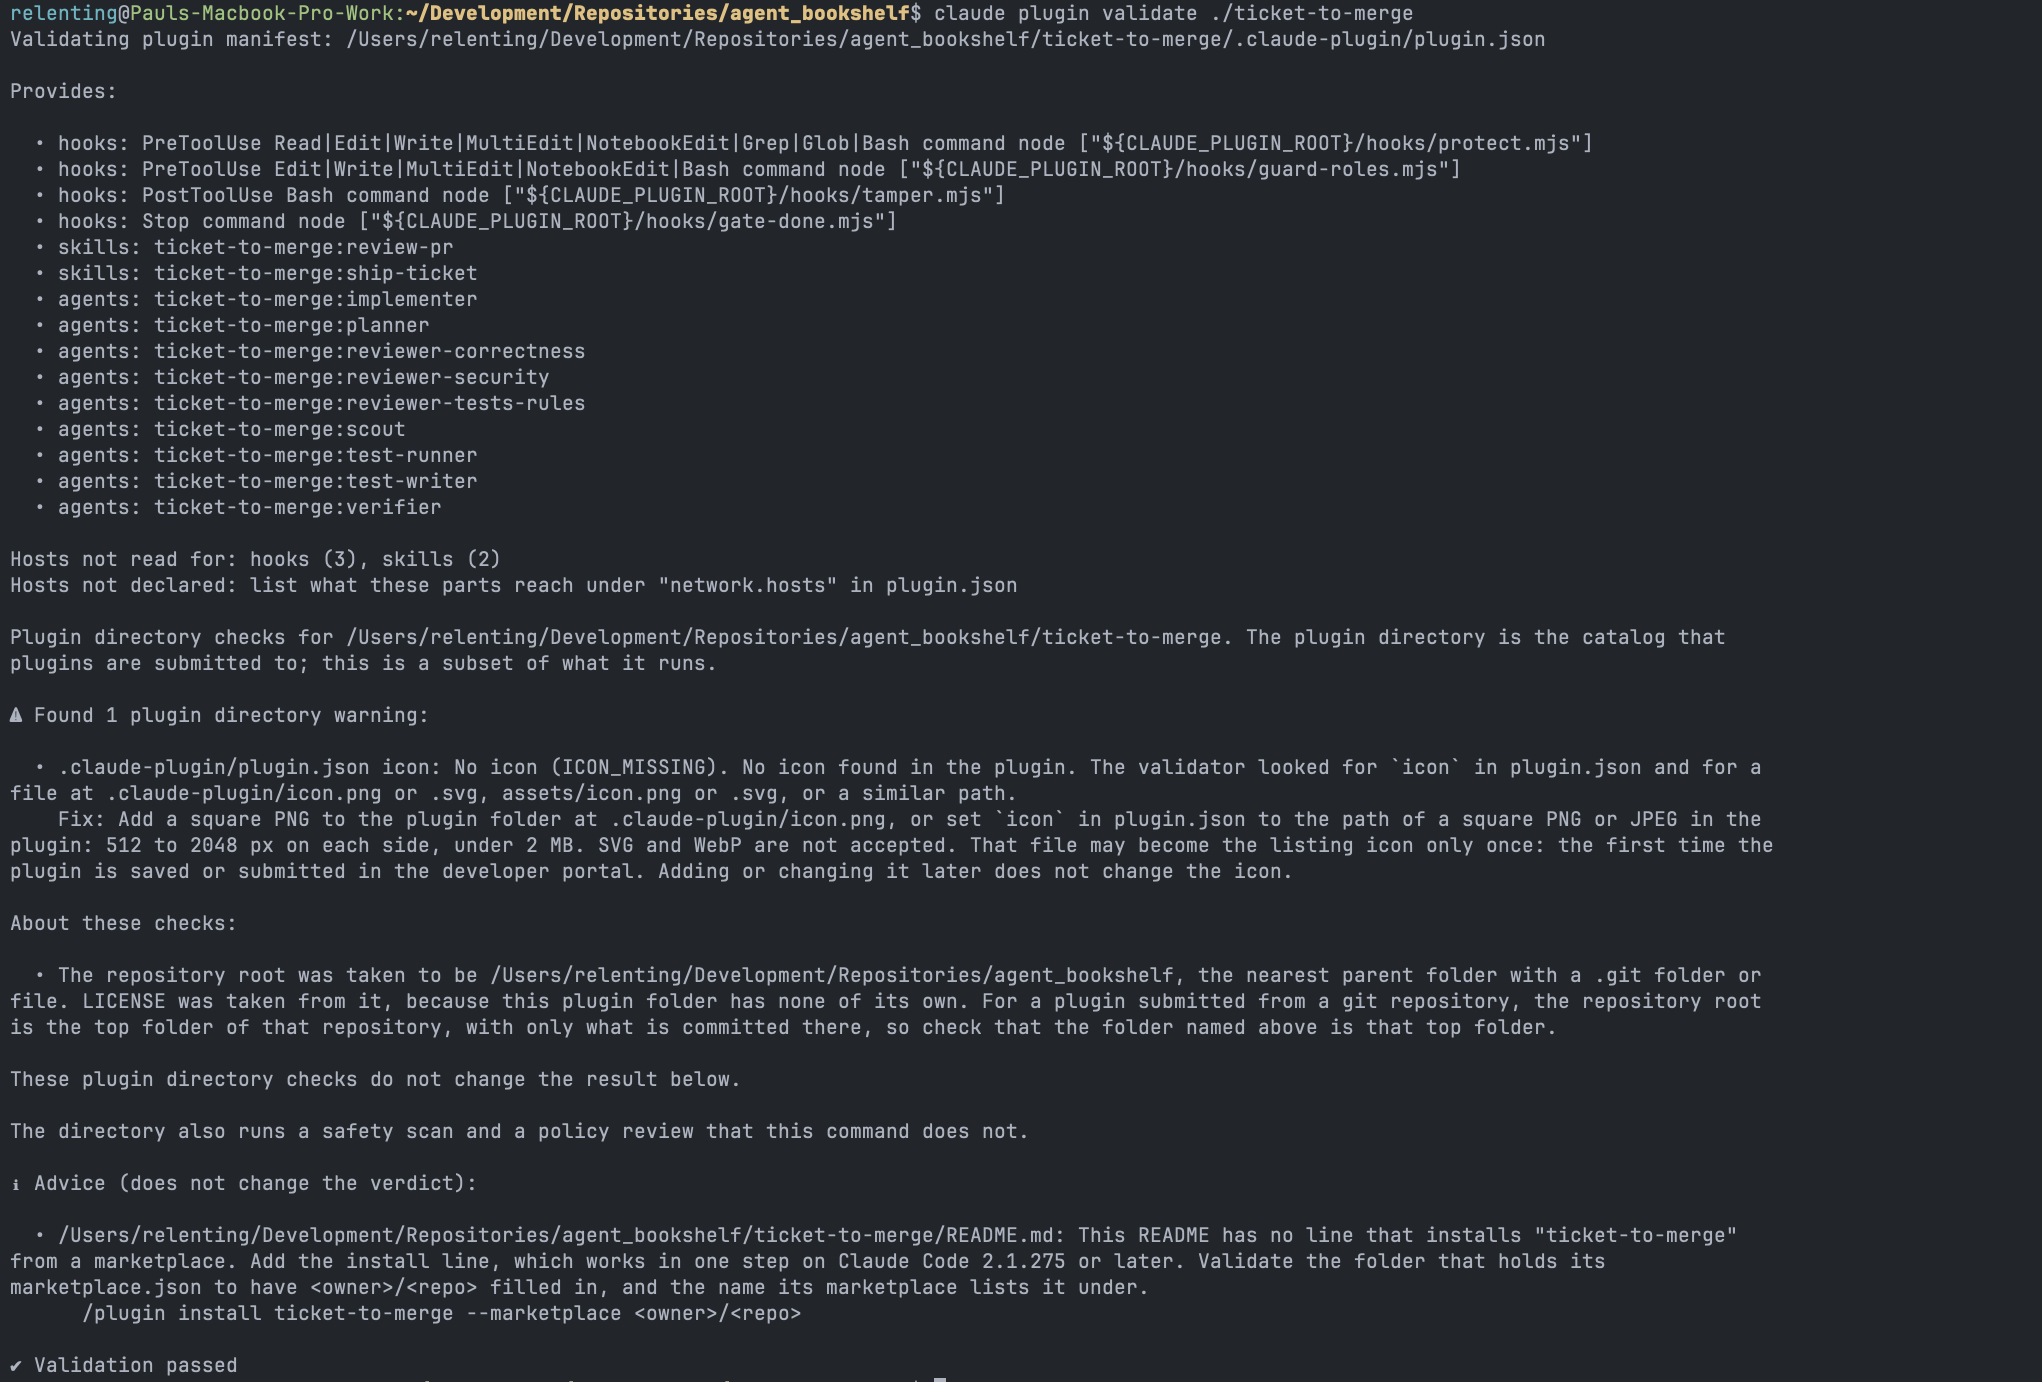 relenting@Pauls-Macbook-Pro-Work:~/Development/Repositories/agent_bookshelf$ claude plugin validate ./ticket-to-merge
Validating plugin manifest: /Users/relenting/Development/Repositories/agent_bookshelf/ticket-to-merge/.claude-plugin/plugin.json
Provides:
• hooks: PreToolUse Read|Edit|Write|MultiEdit|NotebookEdit|Grep|Glob|Bash command node ["${CLAUDE_PLUGIN_ROOT}/hooks/protect.mjs"]
• hooks: PreToolUse Edit|Write|MultiEdit|NotebookEdit|Bash command node ["${CLAUDE_PLUGIN_ROOT}/hooks/guard-roles.mjs"]
• hooks: PostToolUse Bash command node ["${CLAUDE_PLUGIN_ROOT}/hooks/tamper.mjs"]
• hooks: Stop command node ["${CLAUDE_PLUGIN_ROOT}/hooks/gate-done.mjs"]
• skills: ticket-to-merge:review-pr
• skills: ticket-to-merge:ship-ticket
• agents: ticket-to-merge:implementer
• agents: ticket-to-merge:planner
• agents: ticket-to-merge:reviewer-correctness
• agents: ticket-to-merge:reviewer-security
• agents: ticket-to-merge:reviewer-tests-rules
• agents: ticket-to-merge:scout
• agents: ticket-to-merge:test-runner
• agents: ticket-to-merge:test-writer
• agents: ticket-to-merge:verifier
Hosts not read for: hooks (3), skills (2)
Hosts not declared: list what these parts reach under "network.hosts" in plugin.json
Plugin directory checks for /Users/relenting/Development/Repositories/agent_bookshelf/ticket-to-merge. The plugin directory is the catalog that
plugins are submitted to; this is a subset of what it runs.
⚠ Found 1 plugin directory warning:
• .claude-plugin/plugin.json icon: No icon (ICON_MISSING). No icon found in the plugin. The validator looked for `icon` in plugin.json and for a
file at .claude-plugin/icon.png or .svg, assets/icon.png or .svg, or a similar path.
Fix: Add a square PNG to the plugin folder at .claude-plugin/icon.png, or set `icon` in plugin.json to the path of a square PNG or JPEG in the
plugin: 512 to 2048 px on each side, under 2 MB. SVG and WebP are not accepted. That file may become the listing icon only once: the first time the
plugin is saved or submitted in the developer portal. Adding or changing it later does not change the icon.
About these checks:
• The repository root was taken to be /Users/relenting/Development/Repositories/agent_bookshelf, the nearest parent folder with a .git folder or
file. LICENSE was taken from it, because this plugin folder has none of its own. For a plugin submitted from a git repository, the repository root
is the top folder of that repository, with only what is committed there, so check that the folder named above is that top folder.
These plugin directory checks do not change the result below.
The directory also runs a safety scan and a policy review that this command does not.
ℹ Advice (does not change the verdict):
• /Users/relenting/Development/Repositories/agent_bookshelf/ticket-to-merge/README.md: This README has no line that installs "ticket-to-merge"
from a marketplace. Add the install line, which works in one step on Claude Code 2.1.275 or later. Validate the folder that holds its
marketplace.json to have <owner>/<repo> filled in, and the name its marketplace lists it under.
/plugin install ticket-to-merge --marketplace <owner>/<repo>
✔ Validation passed